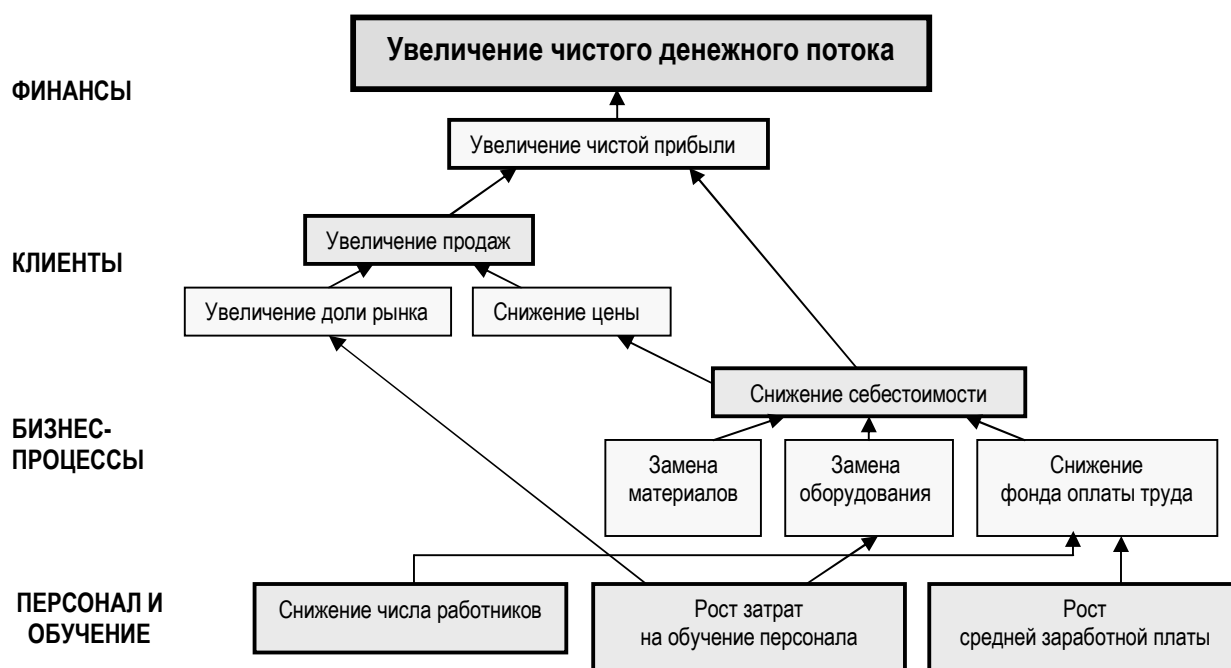 Увеличение чистого денежного потока
ФИНАНСЫ
Увеличение чистой прибыли
Увеличение продаж
КЛИЕНТЫ
Увеличение доли рынка
Снижение цены
Снижение себестоимости
БИЗНЕС-
ПРОЦЕССЫ
Замена
материалов
Замена
оборудования
Снижение
фонда оплаты труда
ПЕРСОНАЛ И
ОБУЧЕНИЕ
Снижение числа работников
Рост затрат
на обучение персонала
Рост
средней заработной платы